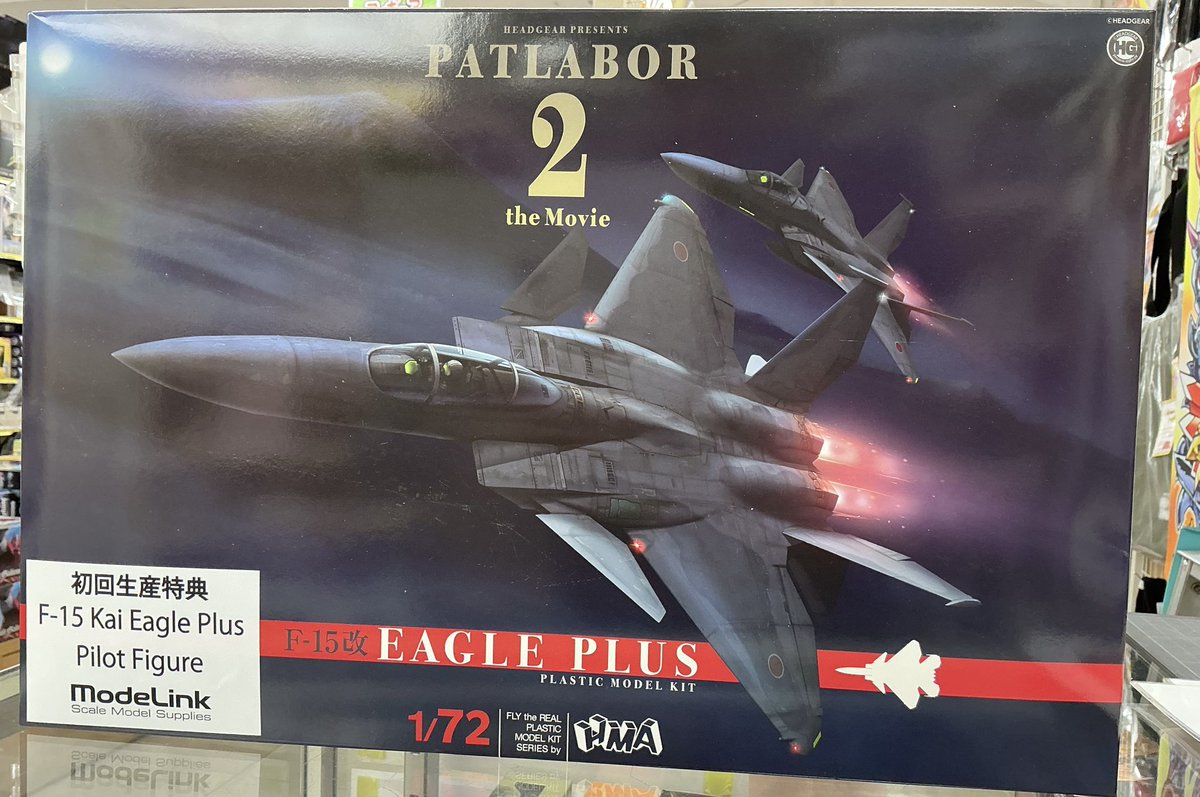 ©HEADGEAR
HEADGEAR
HG
HEADGEAR PRESENTS
PATLABOR
2
the Movie
初回生産特典
F-15 Kai Eagle Plus
Pilot Figure
ModeLink
Scale Model Supplies
F-15改 EAGLE PLUS
PLASTIC MODEL KIT
1/72
FLY the REAL
PLASTIC
MODEL KIT
SERIES by
HMA